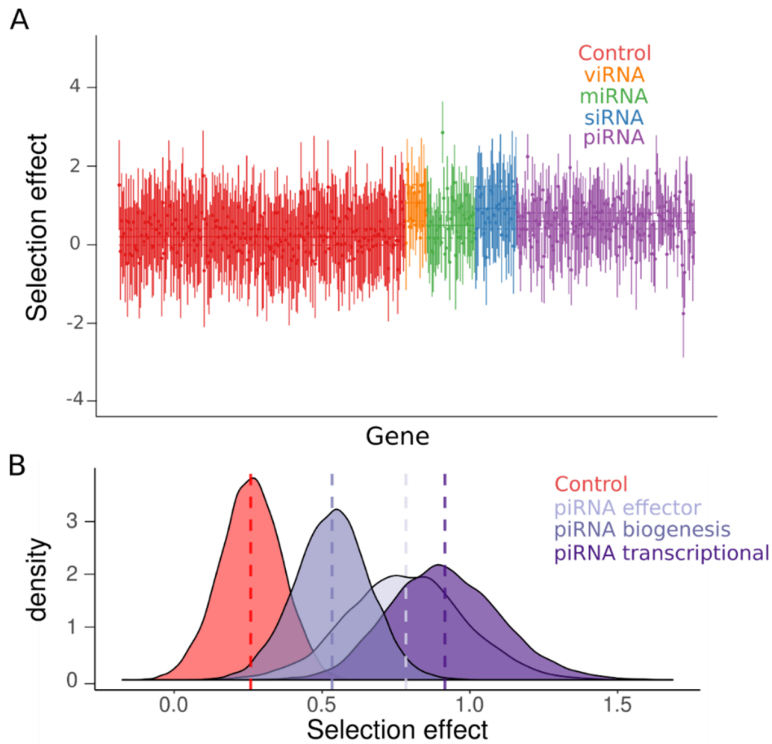 A
Selection effect
4
2
0
-2
-4
Control
viRNA
miRNA
siRNA
piRNA
Gene
B
density
3
2
1
0
Control
piRNA effector
piRNA biogenesis
piRNA transcriptional
0.0 0.5 1.0 1.5
Selection effect